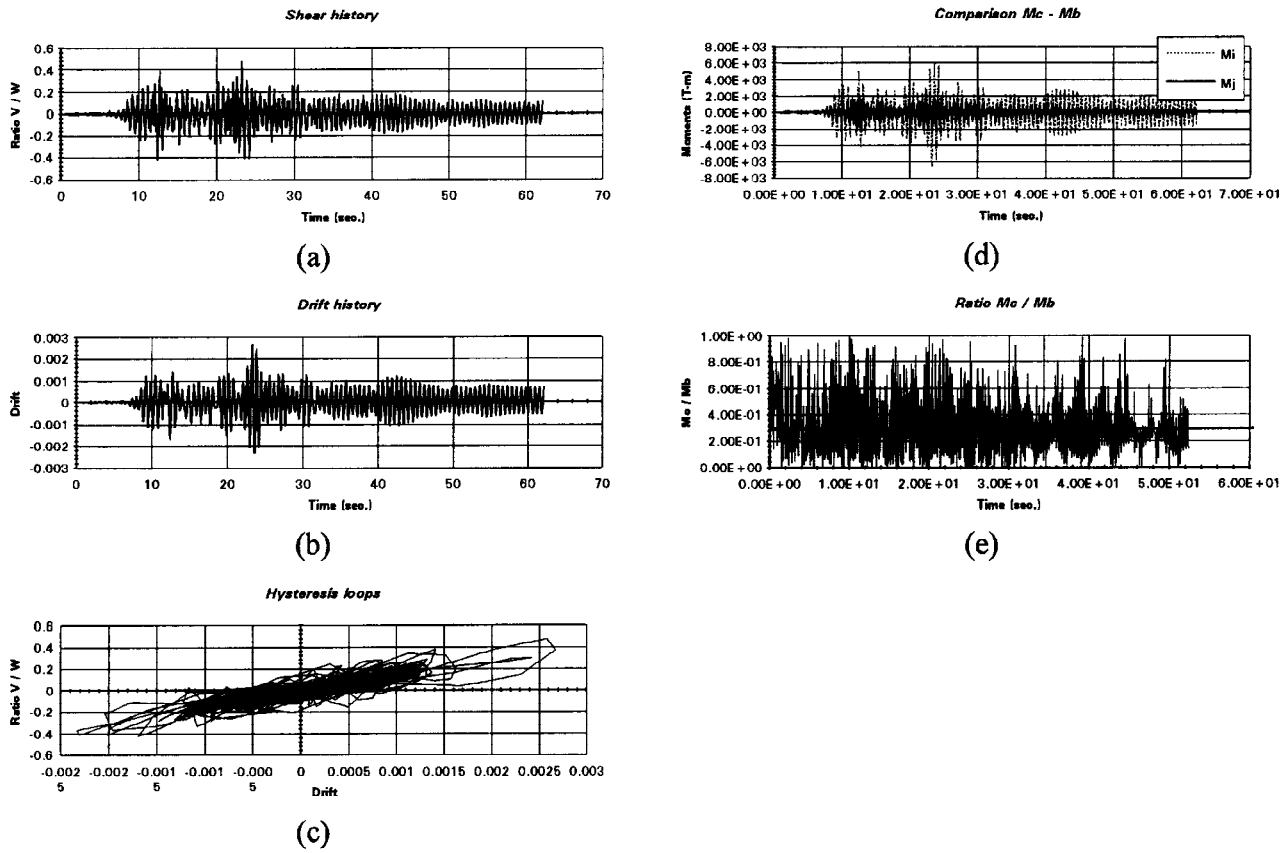 Shear history
0.6
0.4
0.2
0
-0.2
-0.4
-0.6
Ratio V / W
0 10 20 30 40 50 60 70
Time (sec.)
(a)
Drift history
0.003
0.002
0.001
0
-0.001
-0.002
-0.003
Drift
0 10 20 30 40 50 60 70
Time (sec.)
(b)
Hysteresis loops
0.6
0.4
0.2
0
-0.2
-0.4
-0.6
Ratio V / W
-0.002 -0.002 -0.001 -0.001 -0.000 0 0.0005 0.001 0.0015 0.002 0.0025 0.003
5 5 5
Drift
(c)
Comparison Mc - Mb
8.00E + 03
6.00E + 03
4.00E + 03
2.00E + 03
0.00E + 00
-2.00E + 03
-4.00E + 03
-6.00E + 03
-8.00E + 03
Moments (T-m)
Mi
Mj
0.00E + 00 1.00E + 01 2.00E + 01 3.00E + 01 4.00E + 01 5.00E + 01 6.00E + 01 7.00E + 01
Time (sec.)
(d)
Ratio Mc / Mb
1.00E + 00
8.00E-01
6.00E-01
4.00E-01
2.00E-01
0.00E + 00
Mc / Mb
0.00E + 00 1.00E + 01 2.00E + 01 3.00E + 01 4.00E + 01 5.00E + 01 6.00E + 01
Time (sec.)
(e)